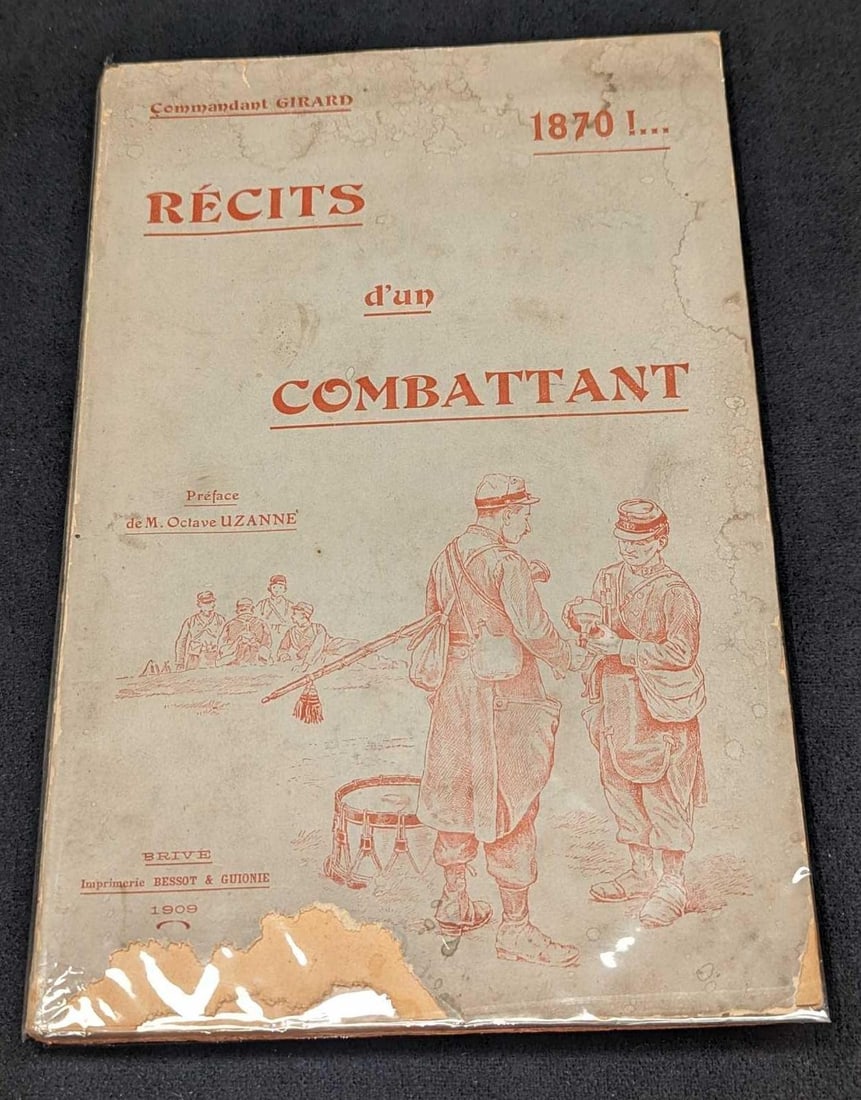 Commandant GIRARD
1870 !...
RÉCITS
d'un
COMBATTANT
Préface
de M. Octave UZANNE
BRIVE
Imprimerie BESSOT & GUIONIE
1909